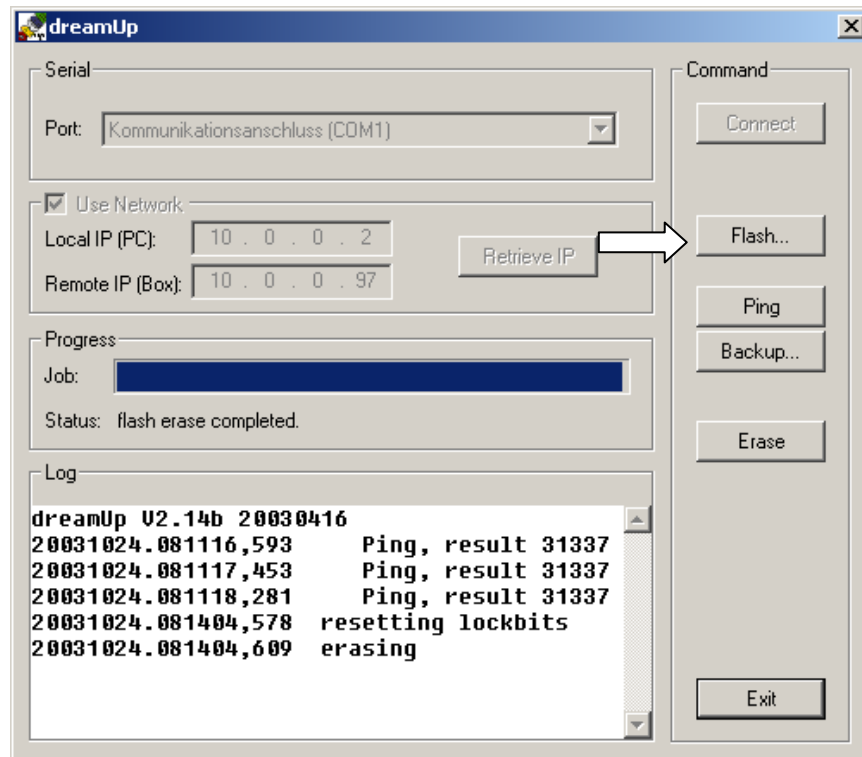 dreamUp
Serial
Port: Kommunikationsanschluss (COM1)
Use Network
Local IP (PC): 10 . 0 . 0 . 2
Remote IP (Box): 10 . 0 . 0 . 97
Retrieve IP
Progress
Job:
Status: flash erase completed.
Log
dreamUp V2.14b 20030416
20031024.081116,593 Ping, result 31337
20031024.081117,453 Ping, result 31337
20031024.081118,281 Ping, result 31337
20031024.081404,578 resetting lockbits
20031024.081404,609 erasing
Command
Connect
Flash...
Ping
Backup...
Erase
Exit